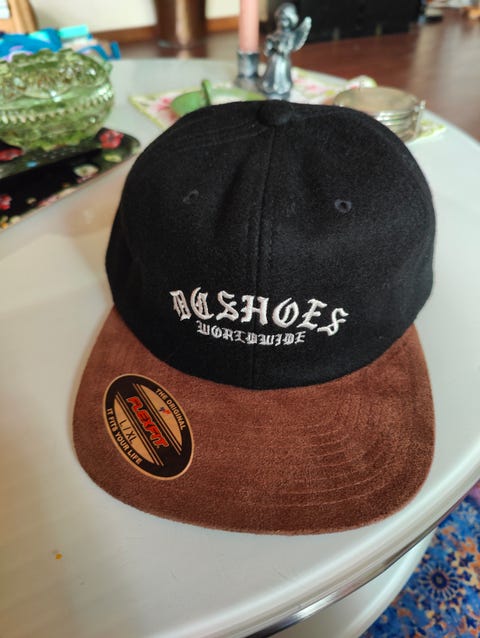 DCSHOES
WORLDWIDE
THE ORIGINAL
FLEXFIT
L/XL
IT FITS YOUR LIFE